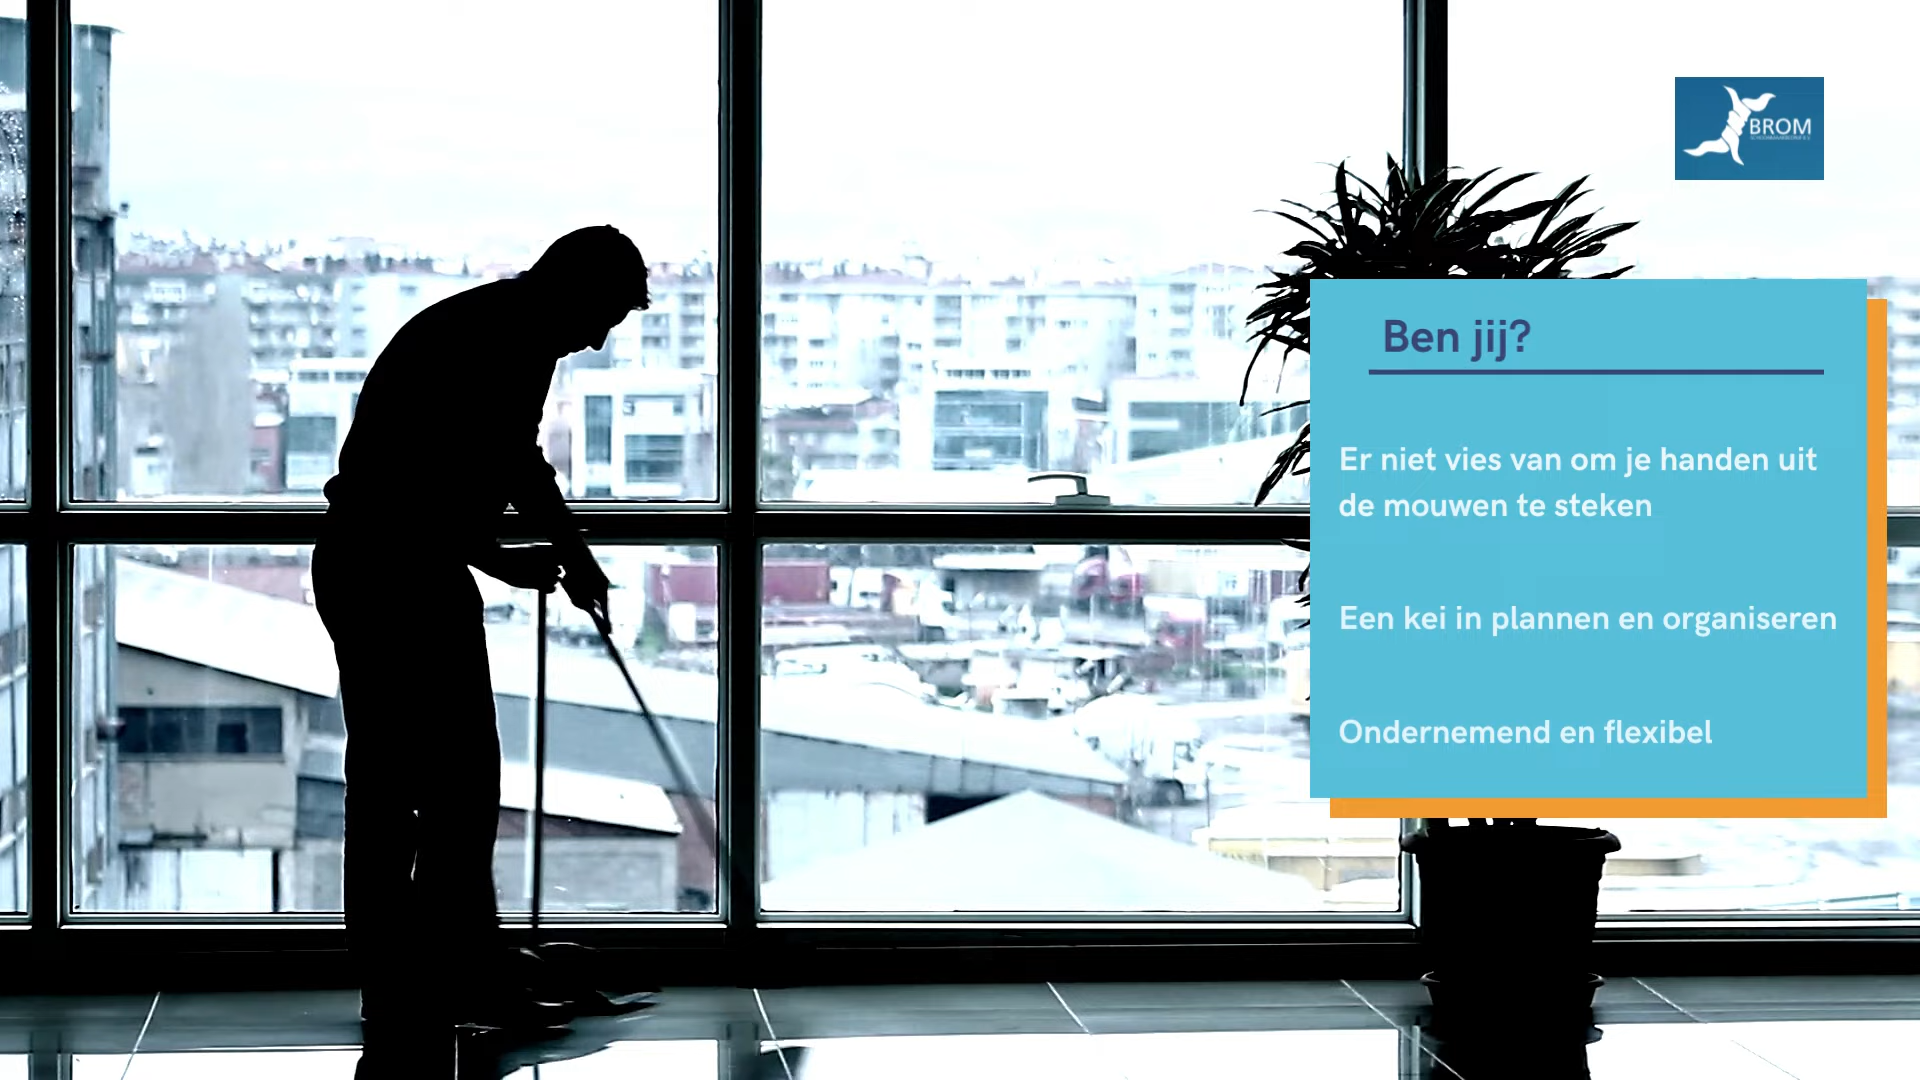 BROM
Ben jij?
Er niet vies van om je handen uit
de mouwen te steken
Een kei in plannen en organiseren
Ondernemend en flexibel